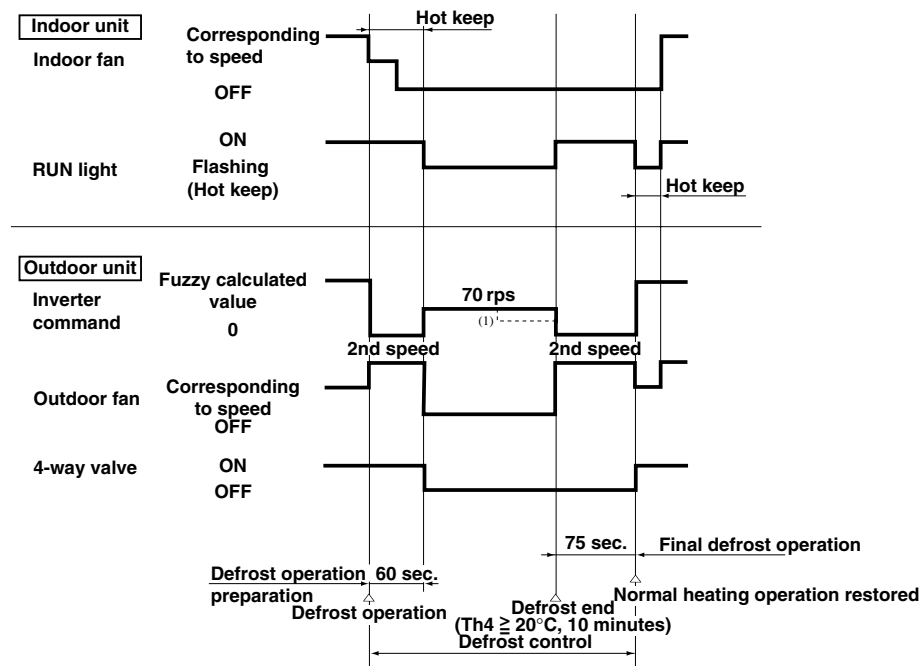 Indoor unit
Hot keep
Indoor fan
Corresponding
to speed
OFF
RUN light
ON
Flashing
(Hot keep)
Hot keep
Outdoor unit
Inverter
command
Fuzzy calculated
value
0
70 rps
(1)
2nd speed
2nd speed
Outdoor fan
Corresponding
to speed
OFF
4-way valve
ON
OFF
75 sec.
Final defrost operation
Defrost operation
preparation
60 sec.
Normal heating operation restored
Defrost operation
Defrost end
(Th4 ≧ 20°C, 10 minutes)
Defrost control